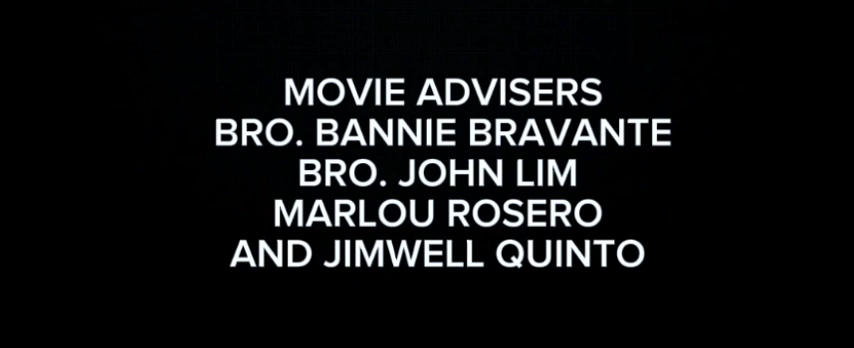 MOVIE ADVISERS
BRO. BANNIE BRAVANTE
BRO. JOHN LIM
MARLOU ROSERO
AND JIMWELL QUINTO